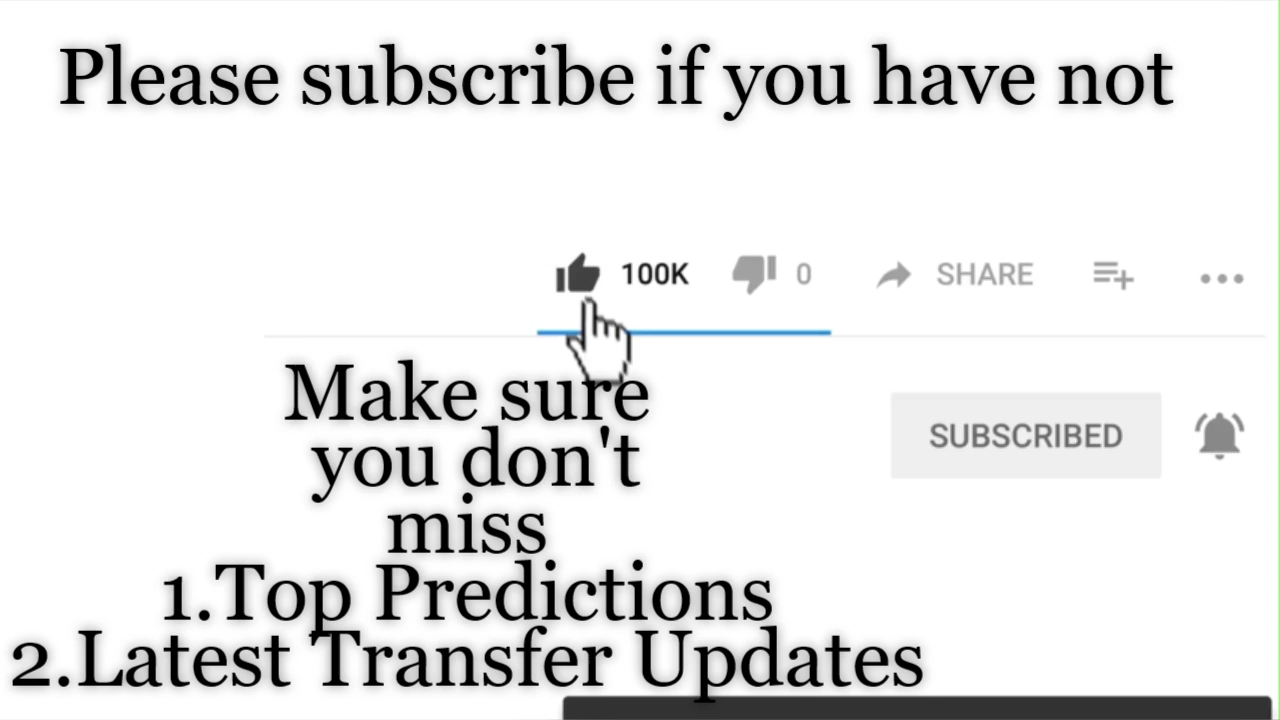 Please subscribe if you have not
100K 0 SHARE
Make sure
you don't
miss
SUBSCRIBED
1.Top Predictions
2.Latest Transfer Updates